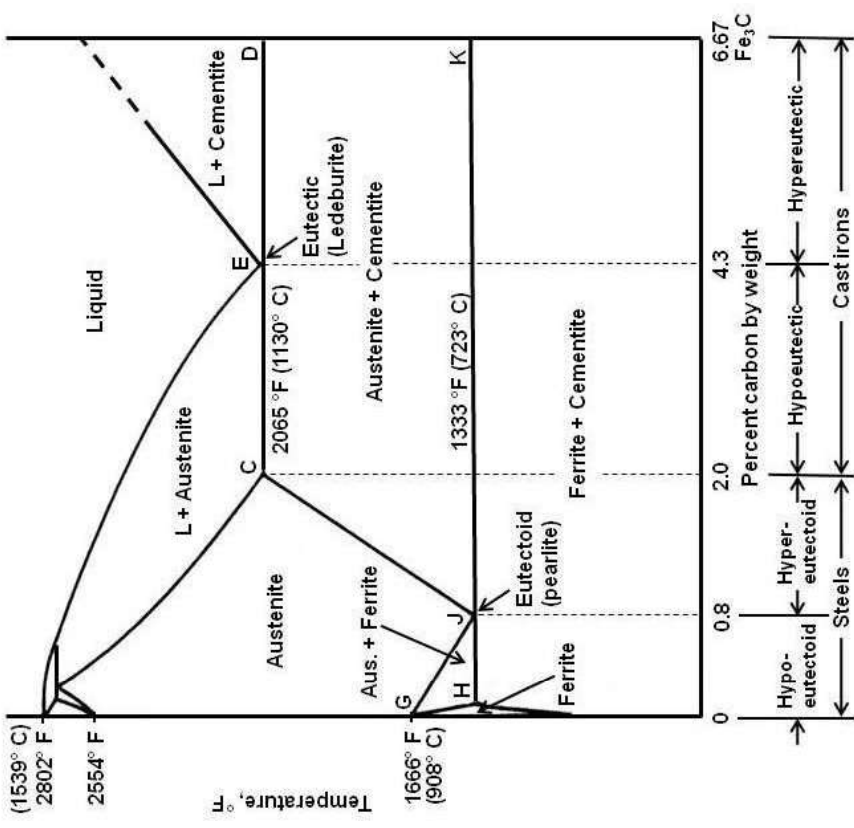 (1539° C)
2802° F
2554° F
1666° F
(908° C)
Temperature, °F
Liquid
L + Austenite
L + Cementite
E
D
C
2065 °F (1130° C)
Eutectic
(Ledeburite)
Austenite
Austenite + Cementite
Aus. + Ferrite
G
H
J
K
1333 °F (723° C)
Eutectoid
(pearlite)
Ferrite
Ferrite + Cementite
0
0.8
2.0
4.3
6.67
Fe₃C
Percent carbon by weight
Hypo-
eutectoid
Hyper-
eutectoid
Hypoeutectic
Hypereutectic
Steels
Cast irons